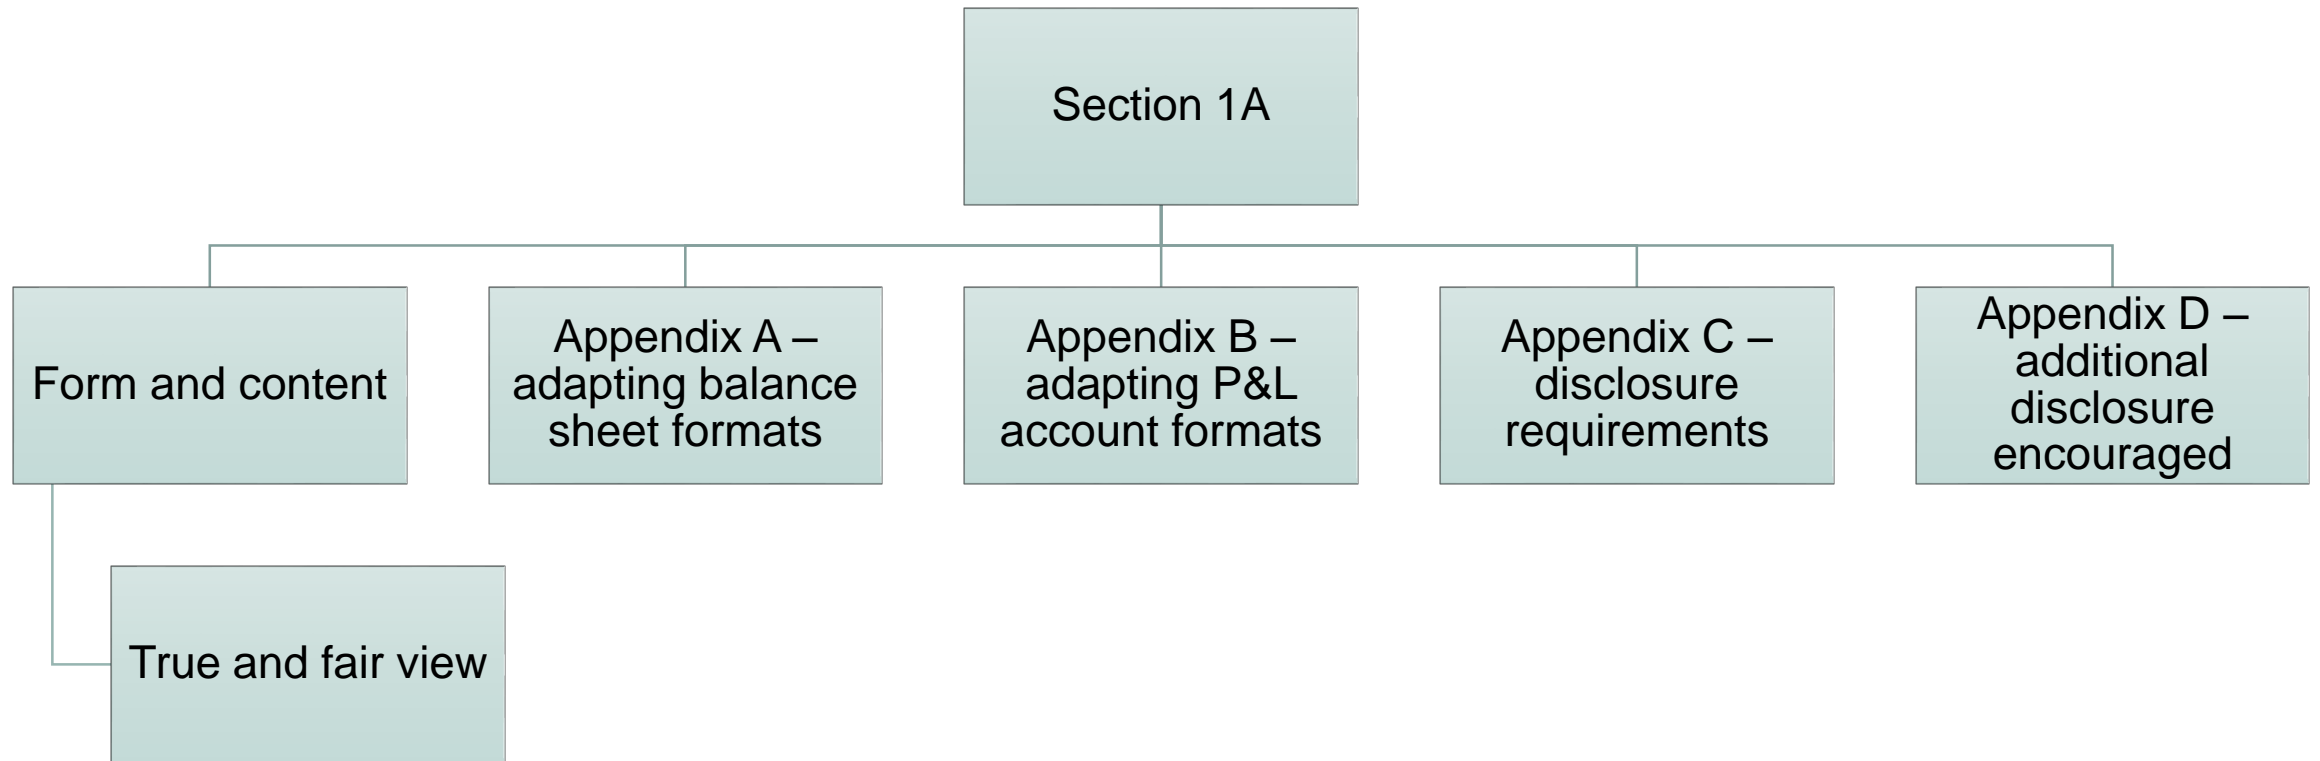 Section 1A
Form and content
Appendix A –
adapting balance
sheet formats
Appendix B –
adapting P&L
account formats
Appendix C –
disclosure
requirements
Appendix D –
additional
disclosure
encouraged
True and fair view